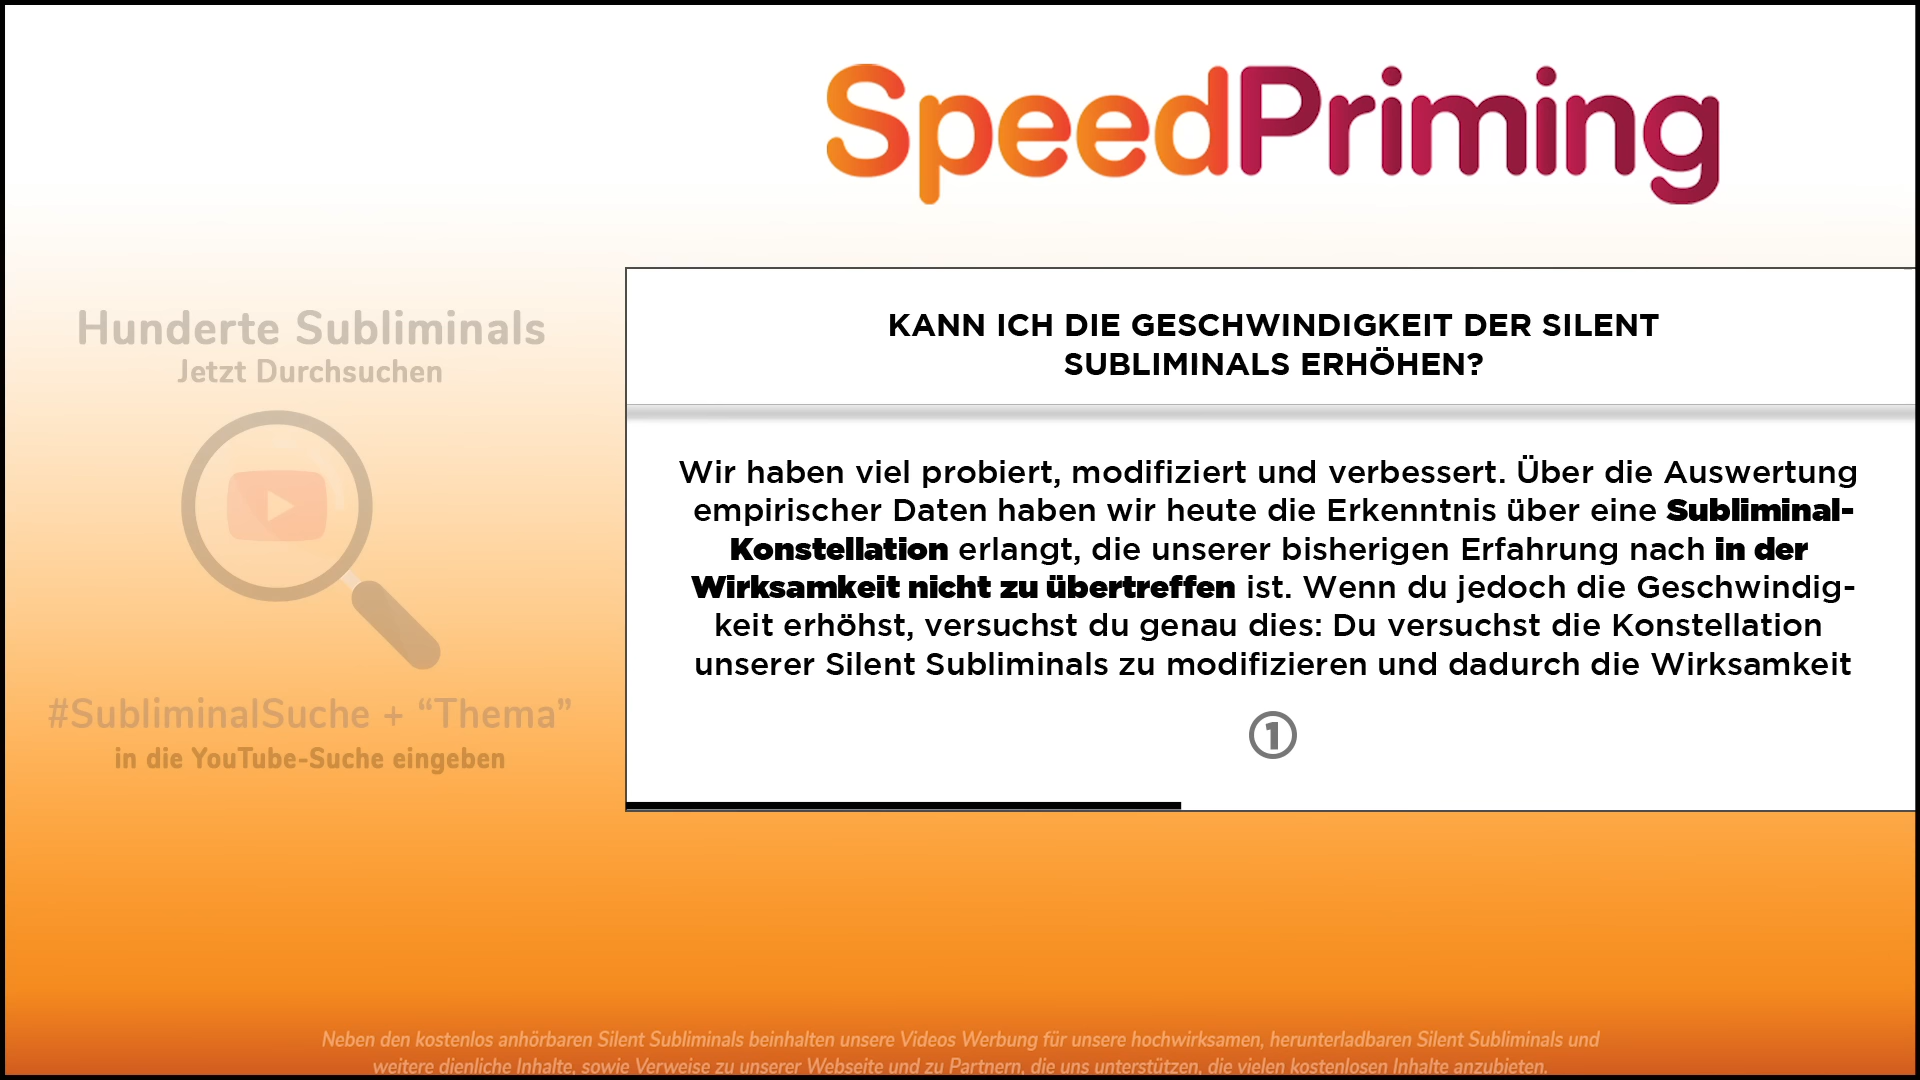 SpeedPriming
Hunderte Subliminals
Jetzt Durchsuchen
#SubliminalSuche + “Thema”
in die YouTube-Suche eingeben
KANN ICH DIE GESCHWINDIGKEIT DER SILENT
SUBLIMINALS ERHÖHEN?
Wir haben viel probiert, modifiziert und verbessert. Über die Auswertung
empirischer Daten haben wir heute die Erkenntnis über eine Subliminal-
Konstellation erlangt, die unserer bisherigen Erfahrung nach in der
Wirksamkeit nicht zu übertreffen ist. Wenn du jedoch die Geschwindig-
keit erhöhst, versuchst du genau dies: Du versuchst die Konstellation
unserer Silent Subliminals zu modifizieren und dadurch die Wirksamkeit
1
Neben den kostenlos anhörbaren Silent Subliminals beinhalten unsere Videos Werbung für unsere hochwirksamen, herunterladbaren Silent Subliminals und
weitere dienliche Inhalte, sowie Verweise zu unserer Webseite und zu Partnern, die uns unterstützen, die vielen kostenlosen Inhalte anzubieten.